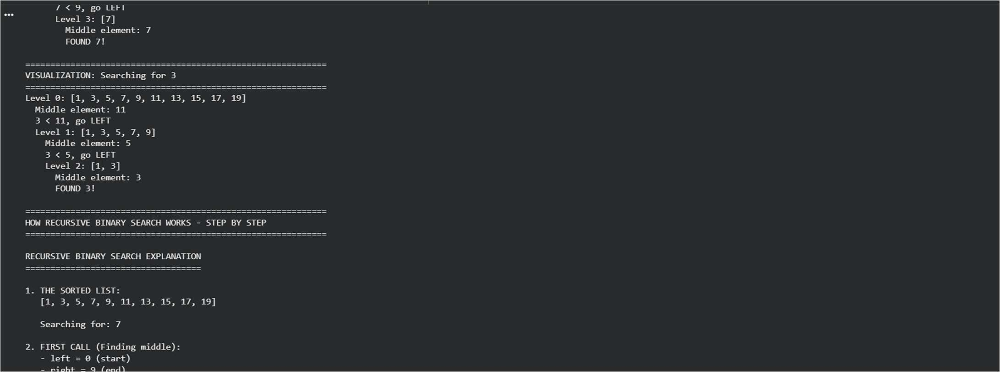 7 < 9, go LEFT
Level 3: [7]
Middle element: 7
FOUND 7!
============================================================
VISUALIZATION: Searching for 3
============================================================
Level 0: [1, 3, 5, 7, 9, 11, 13, 15, 17, 19]
Middle element: 11
3 < 11, go LEFT
Level 1: [1, 3, 5, 7, 9]
Middle element: 5
3 < 5, go LEFT
Level 2: [1, 3]
Middle element: 3
FOUND 3!
============================================================
HOW RECURSIVE BINARY SEARCH WORKS - STEP BY STEP
============================================================
RECURSIVE BINARY SEARCH EXPLANATION
===================================
1. THE SORTED LIST:
[1, 3, 5, 7, 9, 11, 13, 15, 17, 19]
Searching for: 7
2. FIRST CALL (Finding middle):
- left = 0 (start)
- right = 9 (end)